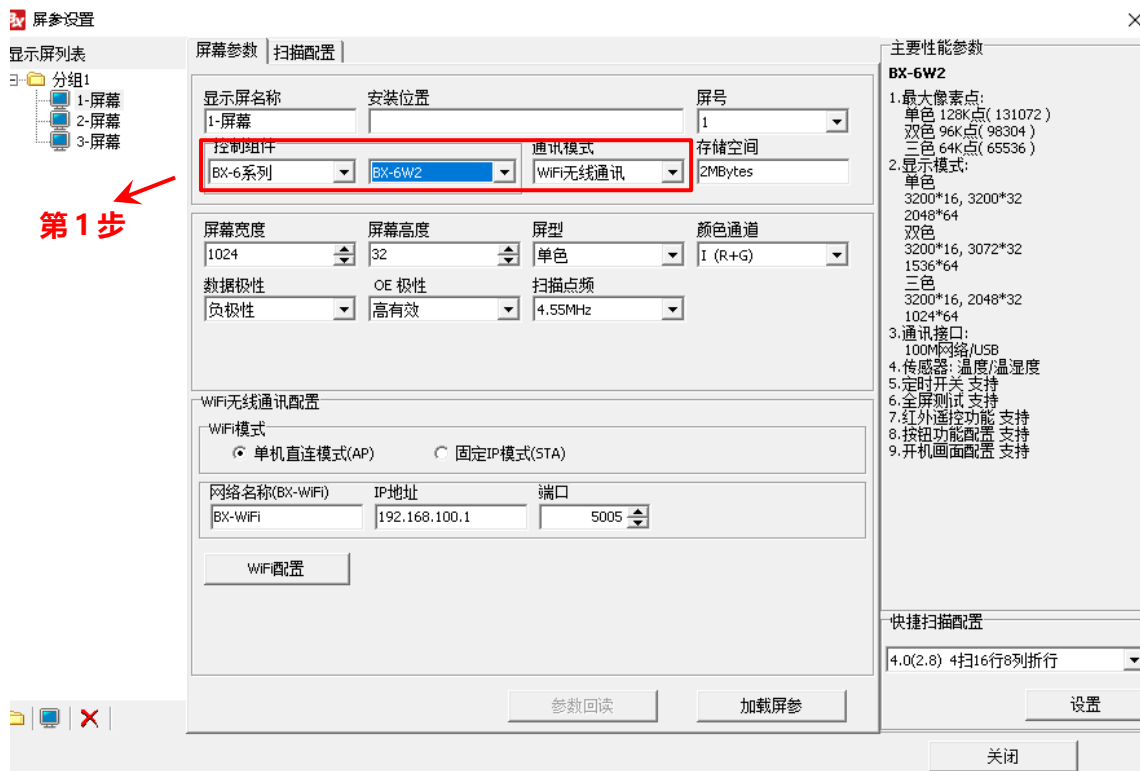 屏参设置
显示屏列表
分组1
1-屏幕
2-屏幕
3-屏幕
第1步
屏幕参数 扫描配置
显示屏名称 安装位置 屏号
1-屏幕 1
控制组件 通讯模式 存储空间
BX-6系列 BX-6W2 WiFi无线通讯 2MBytes
屏幕宽度 屏幕高度 屏型 颜色通道
1024 32 单色 I (R+G)
数据极性 OE 极性 扫描点频
负极性 高有效 4.55MHz
WiFi无线通讯配置
WiFi模式
单机直连模式(AP) 固定IP模式(STA)
网络名称(BX-WiFi) IP地址 端口
BX-WiFi 192.168.100.1 5005
WiFi配置
参数回读 加载屏参
主要性能参数
BX-6W2
1.最大像素点:
单色 128K点( 131072 )
双色 96K点( 98304 )
三色 64K点( 65536 )
2.显示模式:
单色
3200*16, 3200*32
2048*64
双色
3200*16, 3072*32
1536*64
三色
3200*16, 2048*32
1024*64
3.通讯接口:
100M网络/USB
4.传感器: 温度/温湿度
5.定时开关 支持
6.全屏测试 支持
7.红外遥控功能 支持
8.按钮功能配置 支持
9.开机画面配置 支持
快捷扫描配置
4.0(2.8) 4扫16行8列折行
设置
关闭